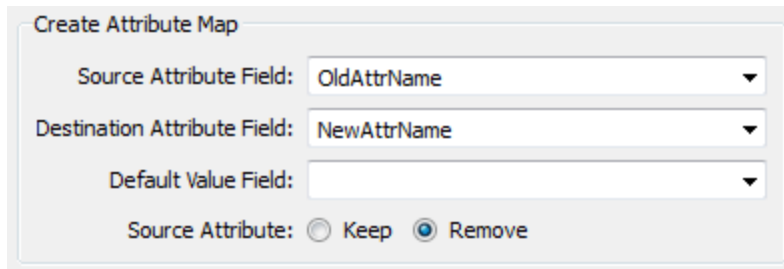 Create Attribute Map
Source Attribute Field: OldAttrName
Destination Attribute Field: NewAttrName
Default Value Field:
Source Attribute: Keep Remove